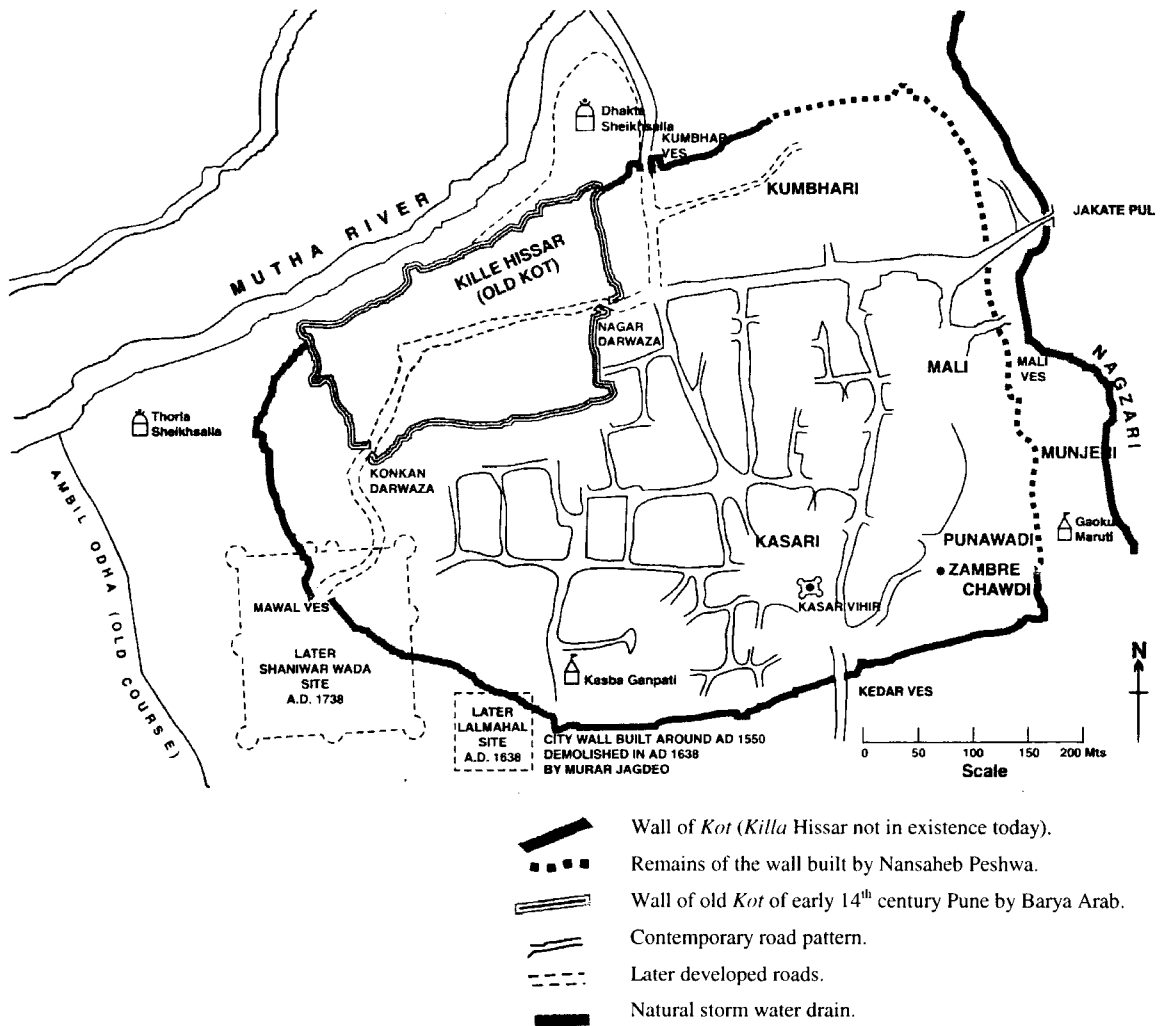 Dhakta
Sheikhsalla
KUMBHAR
VES
KUMBHARI
JAKATE PUL
MUTHA RIVER
KILLE HISSAR
(OLD KOT)
NAGAR
DARWAZA
MALI
MALI
VES
NAGZARI
Thorla
Sheikhsalla
KONKAN
DARWAZA
MUNJERI
AMBIL ODHA (OLD COURSE)
KASARI
PUNAWADI
Gaoku
Maruti
ZAMBRE
CHAWDI
MAWAL VES
KASAR VIHIR
LATER
SHANIWAR WADA
SITE
A.D. 1738
Kasba Ganpati
N
KEDAR VES
LATER
LALMAHAL
SITE
A.D. 1638
CITY WALL BUILT AROUND AD 1550
DEMOLISHED IN AD 1638
BY MURAR JAGDEO
0 50 100 150 200 Mts
Scale
Wall of Kot (Killa Hissar not in existence today).
Remains of the wall built by Nansaheb Peshwa.
Wall of old Kot of early 14th century Pune by Barya Arab.
Contemporary road pattern.
Later developed roads.
Natural storm water drain.